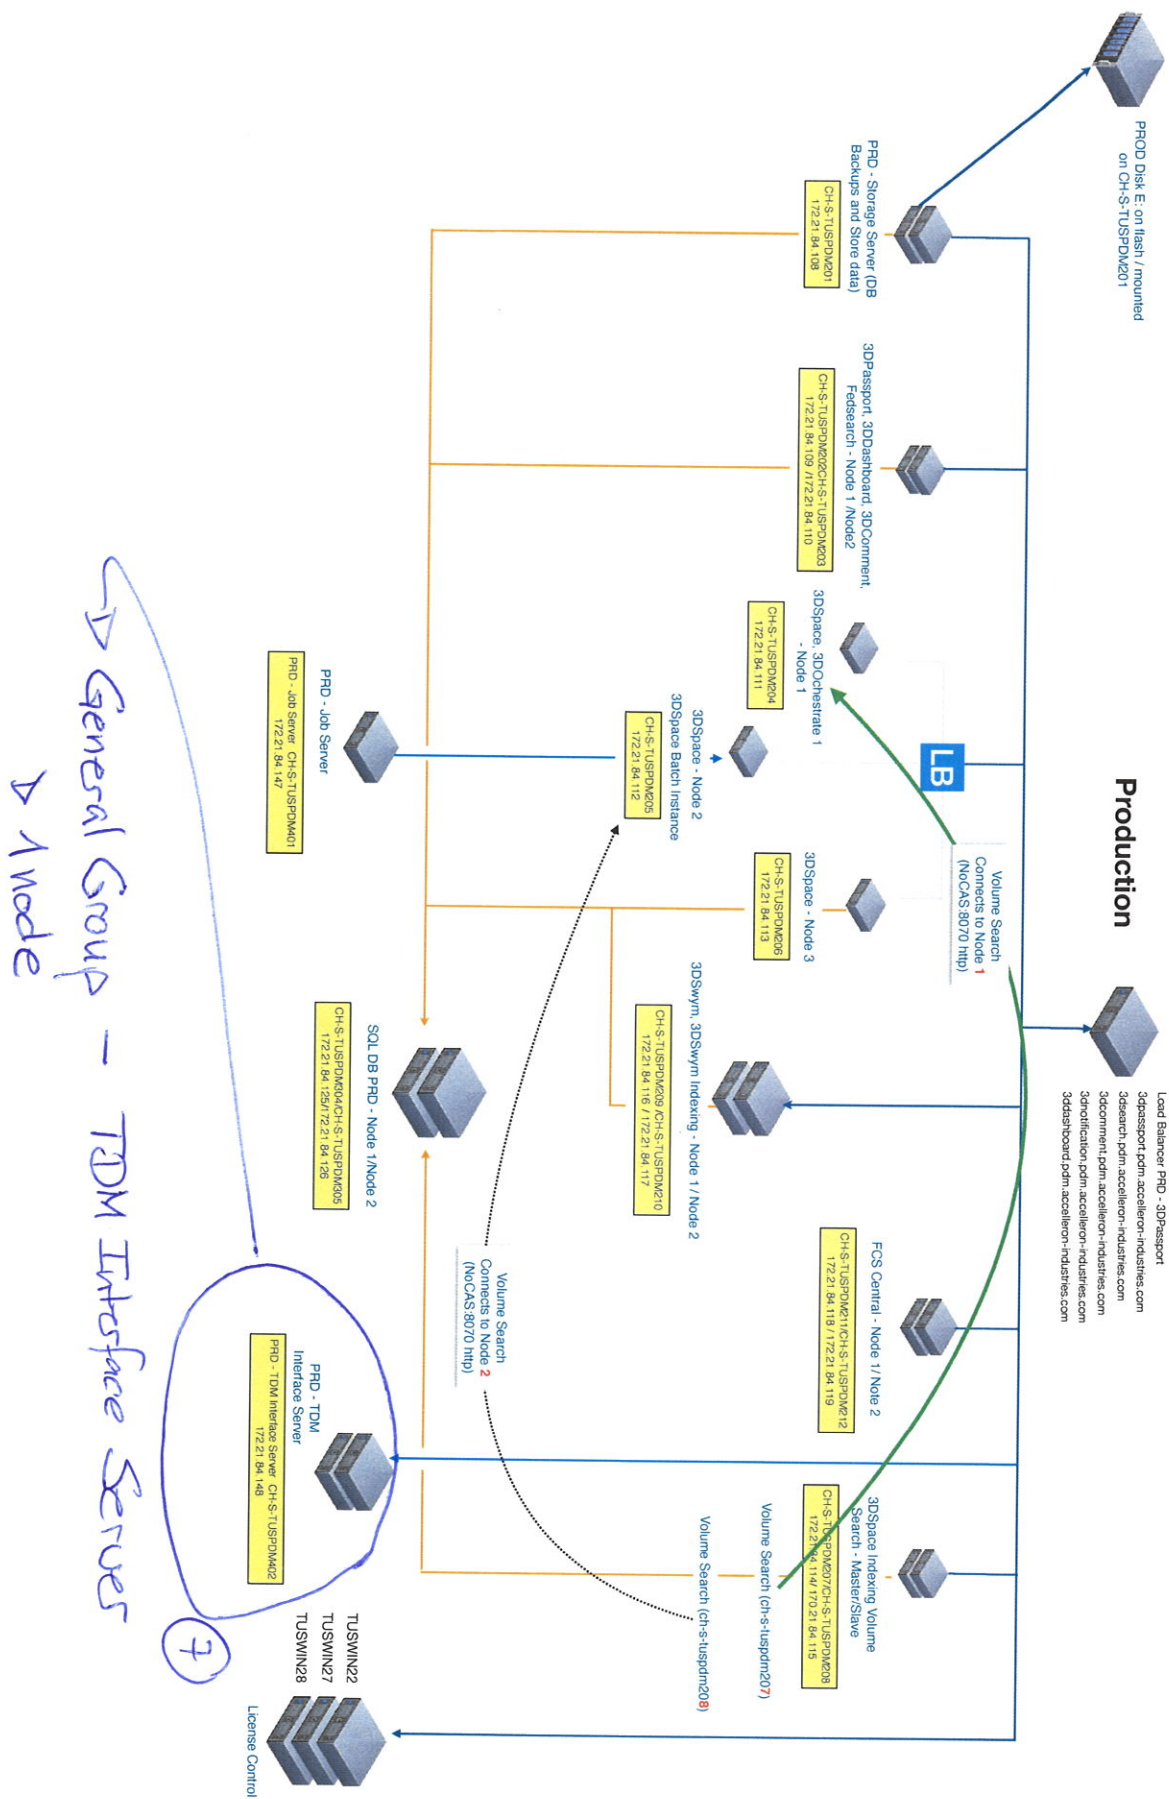 Production
Load Balancer PRD - 3DPassport
3dpassport.pdm.accelleron-industries.com
3dsearch.pdm.accelleron-industries.com
3dcomment.pdm.accelleron-industries.com
3dnotification.pdm.accelleron-industries.com
3ddashboard.pdm.accelleron-industries.com
PROD Disk E: on flash / mounted
on CH-S-TUSPDM201
PRD - Storage Server (DB
Backups and Store data)
CH-S-TUSPDM201
172.21.84.108
3DPassport, 3DDashboard, 3DComment,
Fedsearch - Node 1 /Node2
CH-S-TUSPDM202CH-S-TUSPDM203
172.21.84.109 /172.21.84.110
LB
Volume Search
Connects to Node 1
(NoCAS:8070 http)
3DSpace, 3DOchestrate 1
- Node 1
CH-S-TUSPDM204
172.21.84.111
3DSpace - Node 2
3DSpace Batch Instance
CH-S-TUSPDM205
172.21.84.112
3DSpace - Node 3
CH-S-TUSPDM206
172.21.84.113
3DSwym, 3DSwym Indexing - Node 1 / Node 2
CH-S-TUSPDM209 /CH-S-TUSPDM210
172.21.84.116 / 172.21.84.117
FCS Central - Node 1/ Note 2
CH-S-TUSPDM211/CH-S-TUSPDM212
172.21.84.118 / 172.21.84.119
3DSpace Indexing Volume
Search - Master/Slave
CH-S-TUSPDM207/CH-S-TUSPDM208
172.21.84.114/ 170.21.84.115
Volume Search (ch-s-tuspdm207)
Volume Search (ch-s-tuspdm208)
Volume Search
Connects to Node 2
(NoCAS:8070 http)
PRD - Job Server
PRD - Job Server CH-S-TUSPDM401
172.21.84.147
SQL DB PRD - Node 1/Node 2
CH-S-TUSPDM304/CH-S-TUSPDM305
172.21.84.125/172.21.84.126
PRD - TDM
Interface Server
PRD - TDM Interface Server CH-S-TUSPDM402
172.21.84.148
TUSWIN22
TUSWIN27
TUSWIN28
License Control
7
General Group - TDM Interface Server
1 node